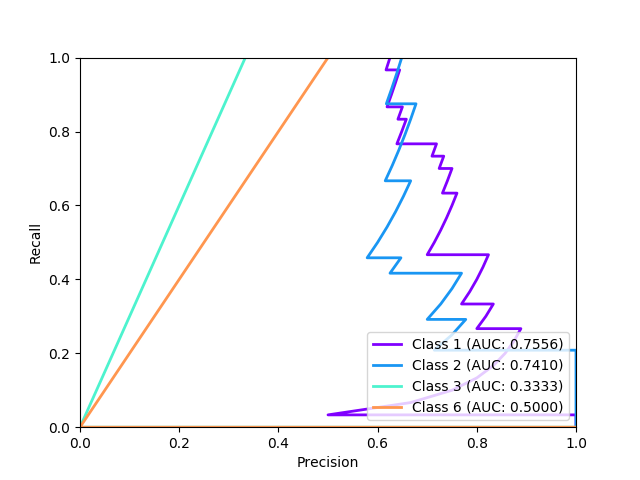 1.0
0.8
0.6
0.4
0.2
0.0
Recall
Class 1 (AUC: 0.7556)
Class 2 (AUC: 0.7410)
Class 3 (AUC: 0.3333)
Class 6 (AUC: 0.5000)
0.0 0.2 0.4 0.6 0.8 1.0
Precision